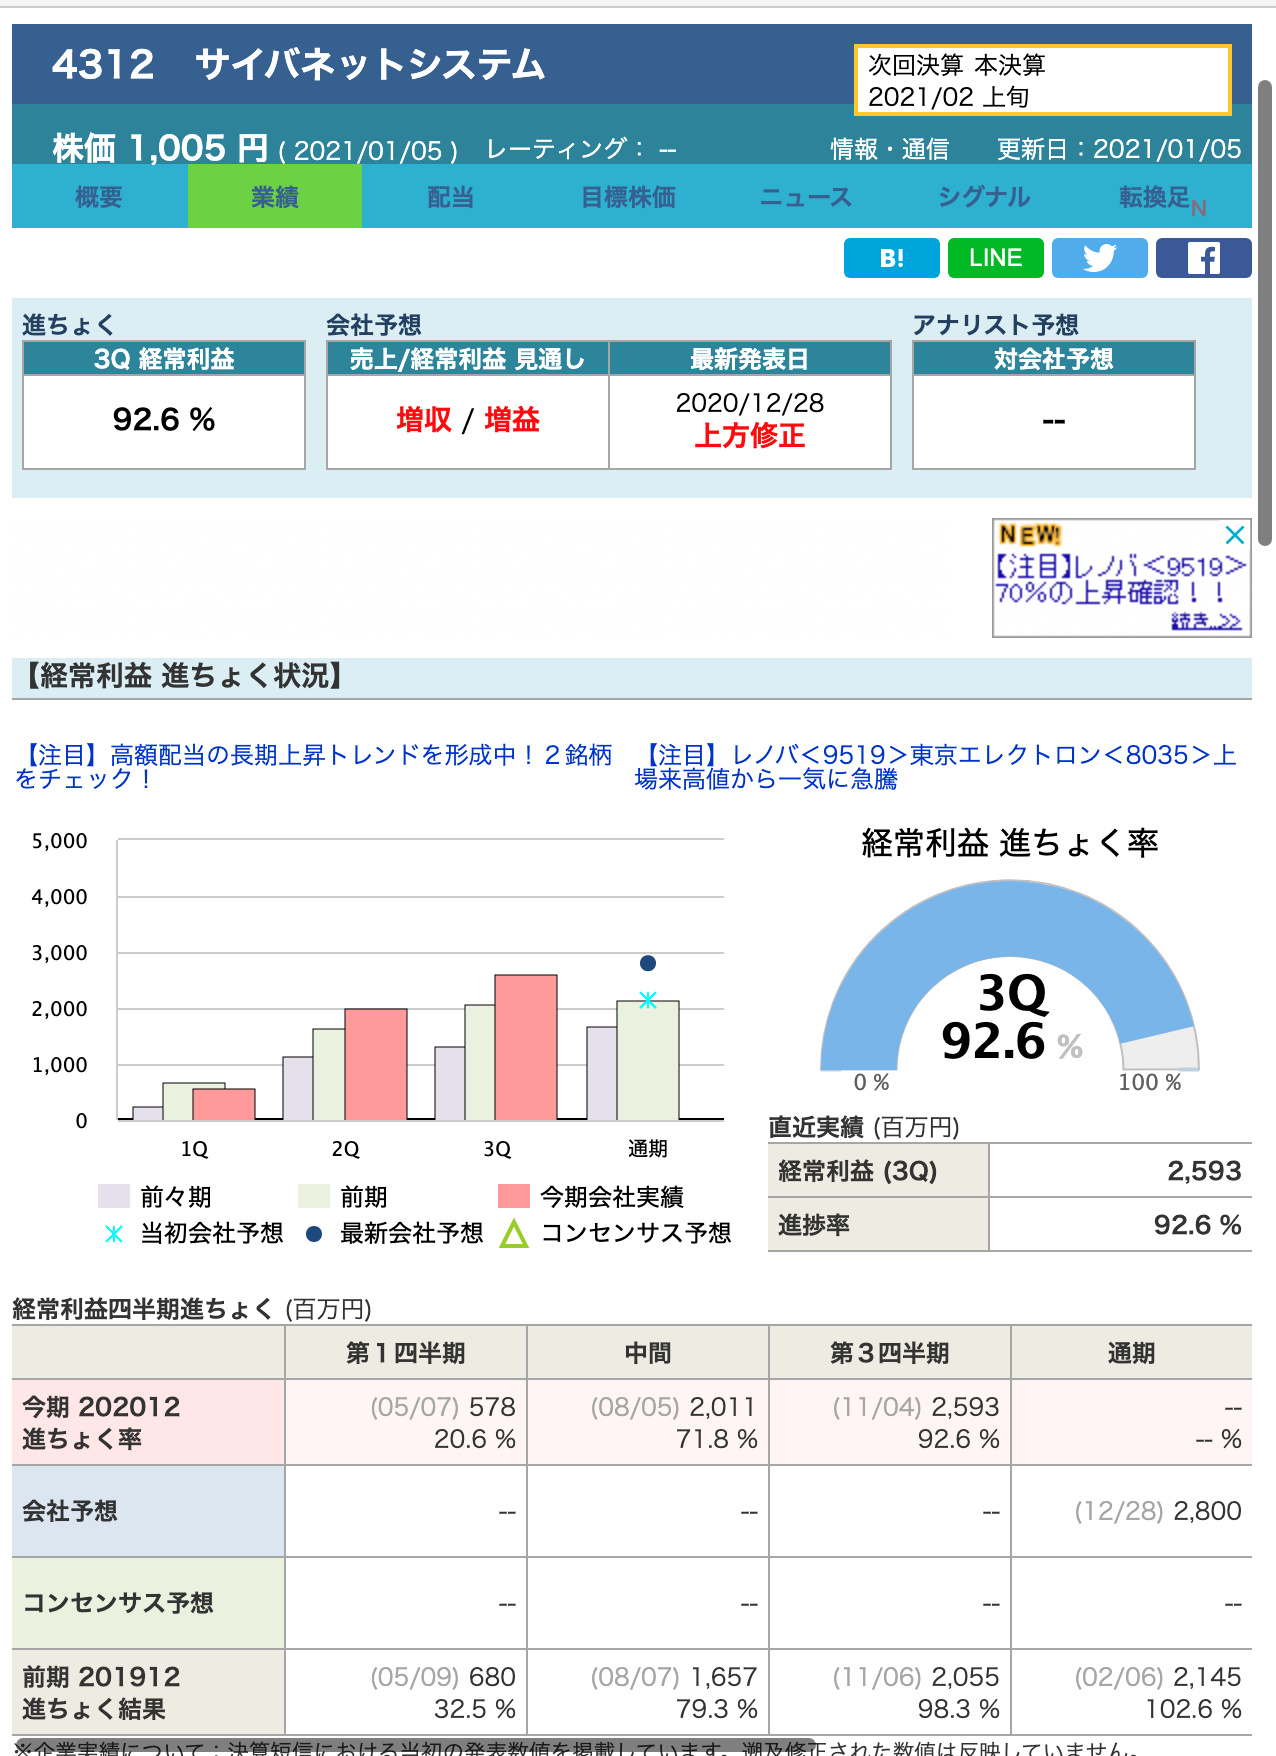 4312 サイバネットシステム
次回決算 本決算
2021/02 上旬
株価 1,005 円 ( 2021/01/05 ) レーティング： -- 情報・通信 更新日：2021/01/05
概要 業績 配当 目標株価 ニュース シグナル 転換足N
B! LINE
進ちょく 会社予想 アナリスト予想
3Q 経常利益 売上/経常利益 見通し 最新発表日 対会社予想
92.6 % 増収 / 増益 2020/12/28 --
上方修正
NEW!
【注目】レノバ<9519>
70%の上昇確認！！
続き..>>
【経常利益 進ちょく状況】
【注目】高額配当の長期上昇トレンドを形成中！２銘柄
をチェック！
【注目】レノバ＜9519＞東京エレクトロン＜8035＞上
場来高値から一気に急騰
5,000
4,000
3,000
2,000
1,000
0
1Q 2Q 3Q 通期
前々期 前期 今期会社実績
当初会社予想 最新会社予想 コンセンサス予想
経常利益 進ちょく率
3Q
92.6 %
0 % 100 %
直近実績 (百万円)
経常利益 (3Q) 2,593
進捗率 92.6 %
経常利益四半期進ちょく (百万円)
第１四半期 中間 第３四半期 通期
今期 202012 (05/07) 578 (08/05) 2,011 (11/04) 2,593 --
進ちょく率 20.6 % 71.8 % 92.6 % -- %
会社予想 -- -- -- (12/28) 2,800
コンセンサス予想 -- -- -- --
前期 201912 (05/09) 680 (08/07) 1,657 (11/06) 2,055 (02/06) 2,145
進ちょく結果 32.5 % 79.3 % 98.3 % 102.6 %
※企業実績について：決算短信における当初の発表数値を掲載しています。遡及修正された数値は反映していません。